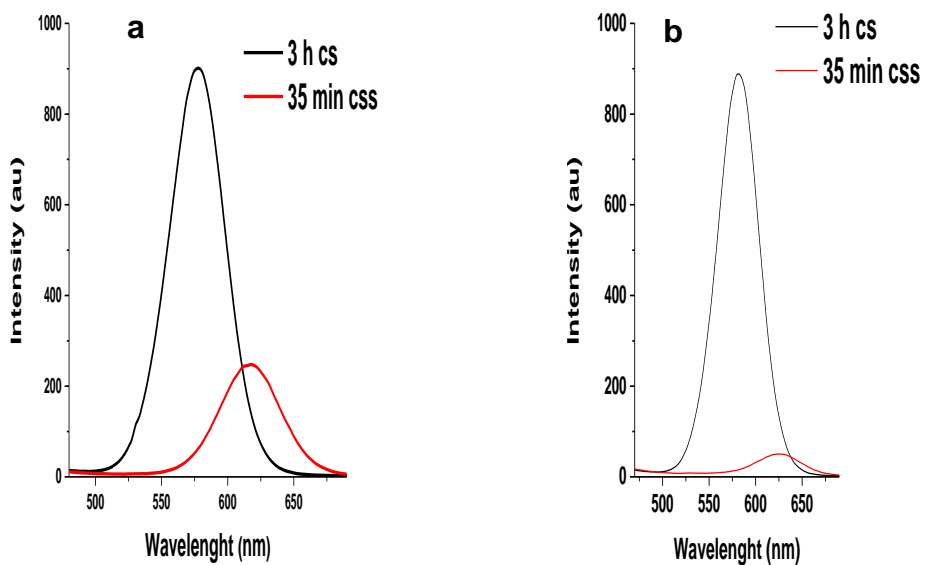 a
3 h cs
35 min css
1000
800
600
400
200
0
Intensity (au)
500 550 600 650
Wavelenght (nm)
b
3 h cs
35 min css
1000
800
600
400
200
0
Intensity (au)
500 550 600 650
Wavelenght (nm)